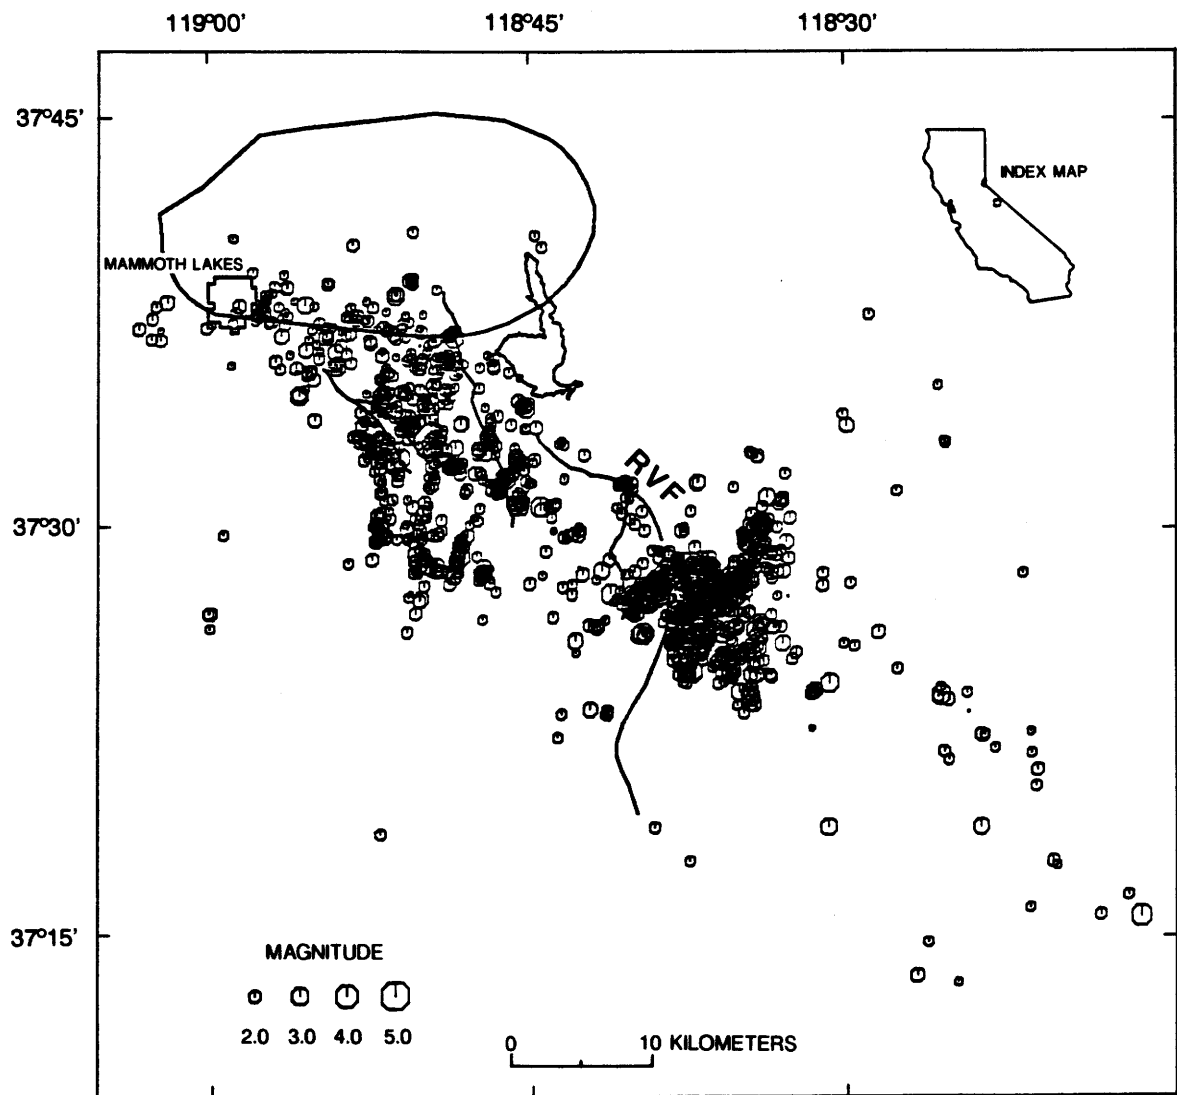 119°00' 118°45' 118°30'
37°45'
INDEX MAP
MAMMOTH LAKES
RVF
37°30'
37°15'
MAGNITUDE
2.0 3.0 4.0 5.0
0 10 KILOMETERS